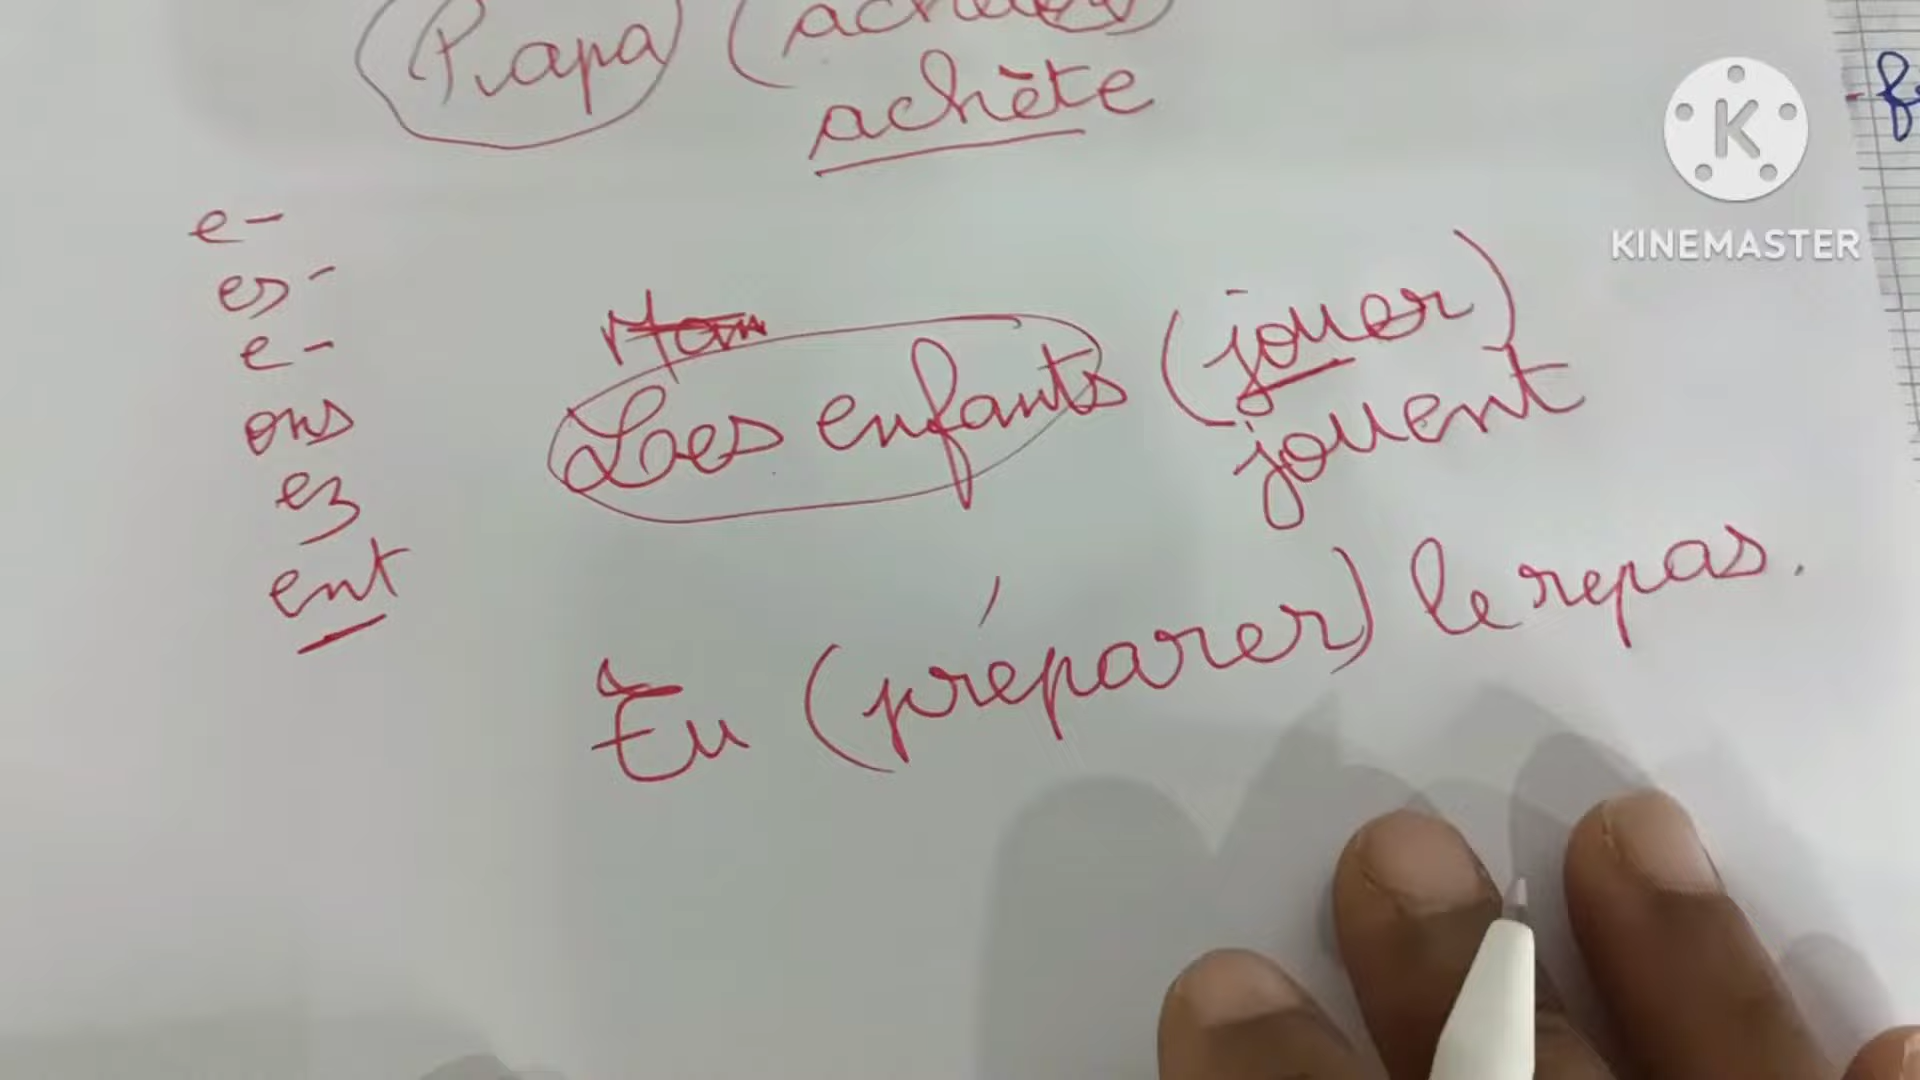 Papa (acheter)
achète
e-
es-
e-
ons
ez
ent
Les enfants (jouer)
jouent
Tu (préparer) le repas.
K
KINEMASTER